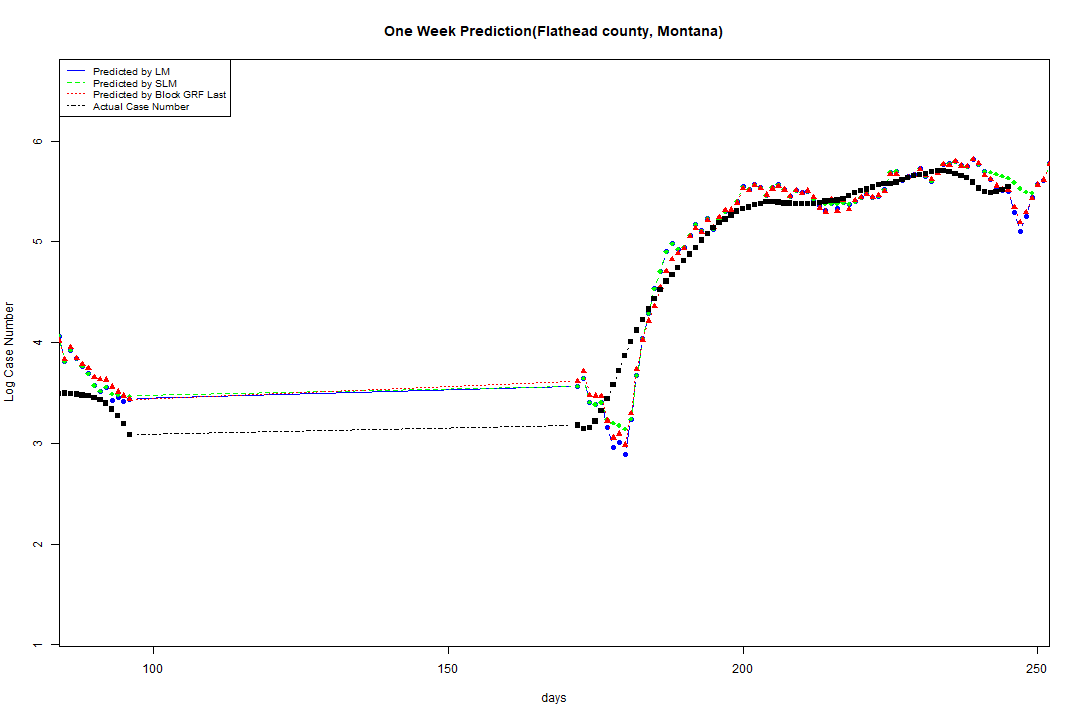 One Week Prediction(Flathead county, Montana)
Predicted by LM
Predicted by SLM
Predicted by Block GRF Last
Actual Case Number
Log Case Number
6
5
4
3
2
1
100 150 200 250
days